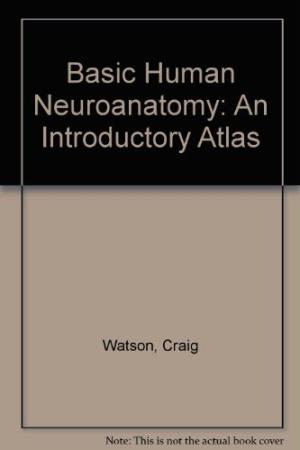 Basic Human
Neuroanatomy: An
Introductory Atlas
Watson, Craig
Note: This is not the actual book cover